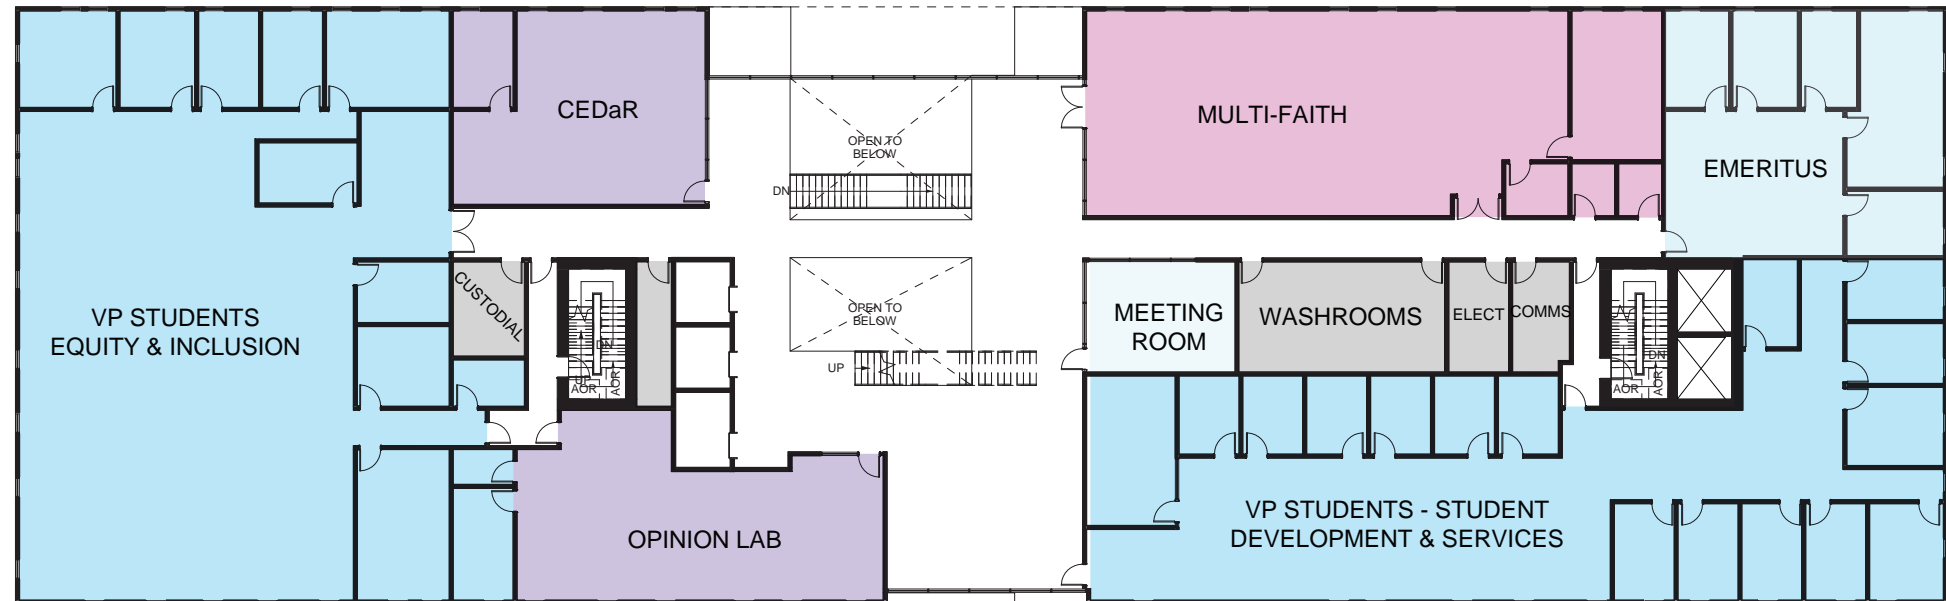 CEDaR
MULTI-FAITH
OPEN TO
BELOW
EMERITUS
DN
CUSTODIAL
VP STUDENTS
EQUITY & INCLUSION
OPEN TO
BELOW
MEETING
ROOM
WASHROOMS
ELECT
COMMS
DN
UP
AOR
AOR
UP
DN
AOR
AOR
VP STUDENTS - STUDENT
DEVELOPMENT & SERVICES
OPINION LAB